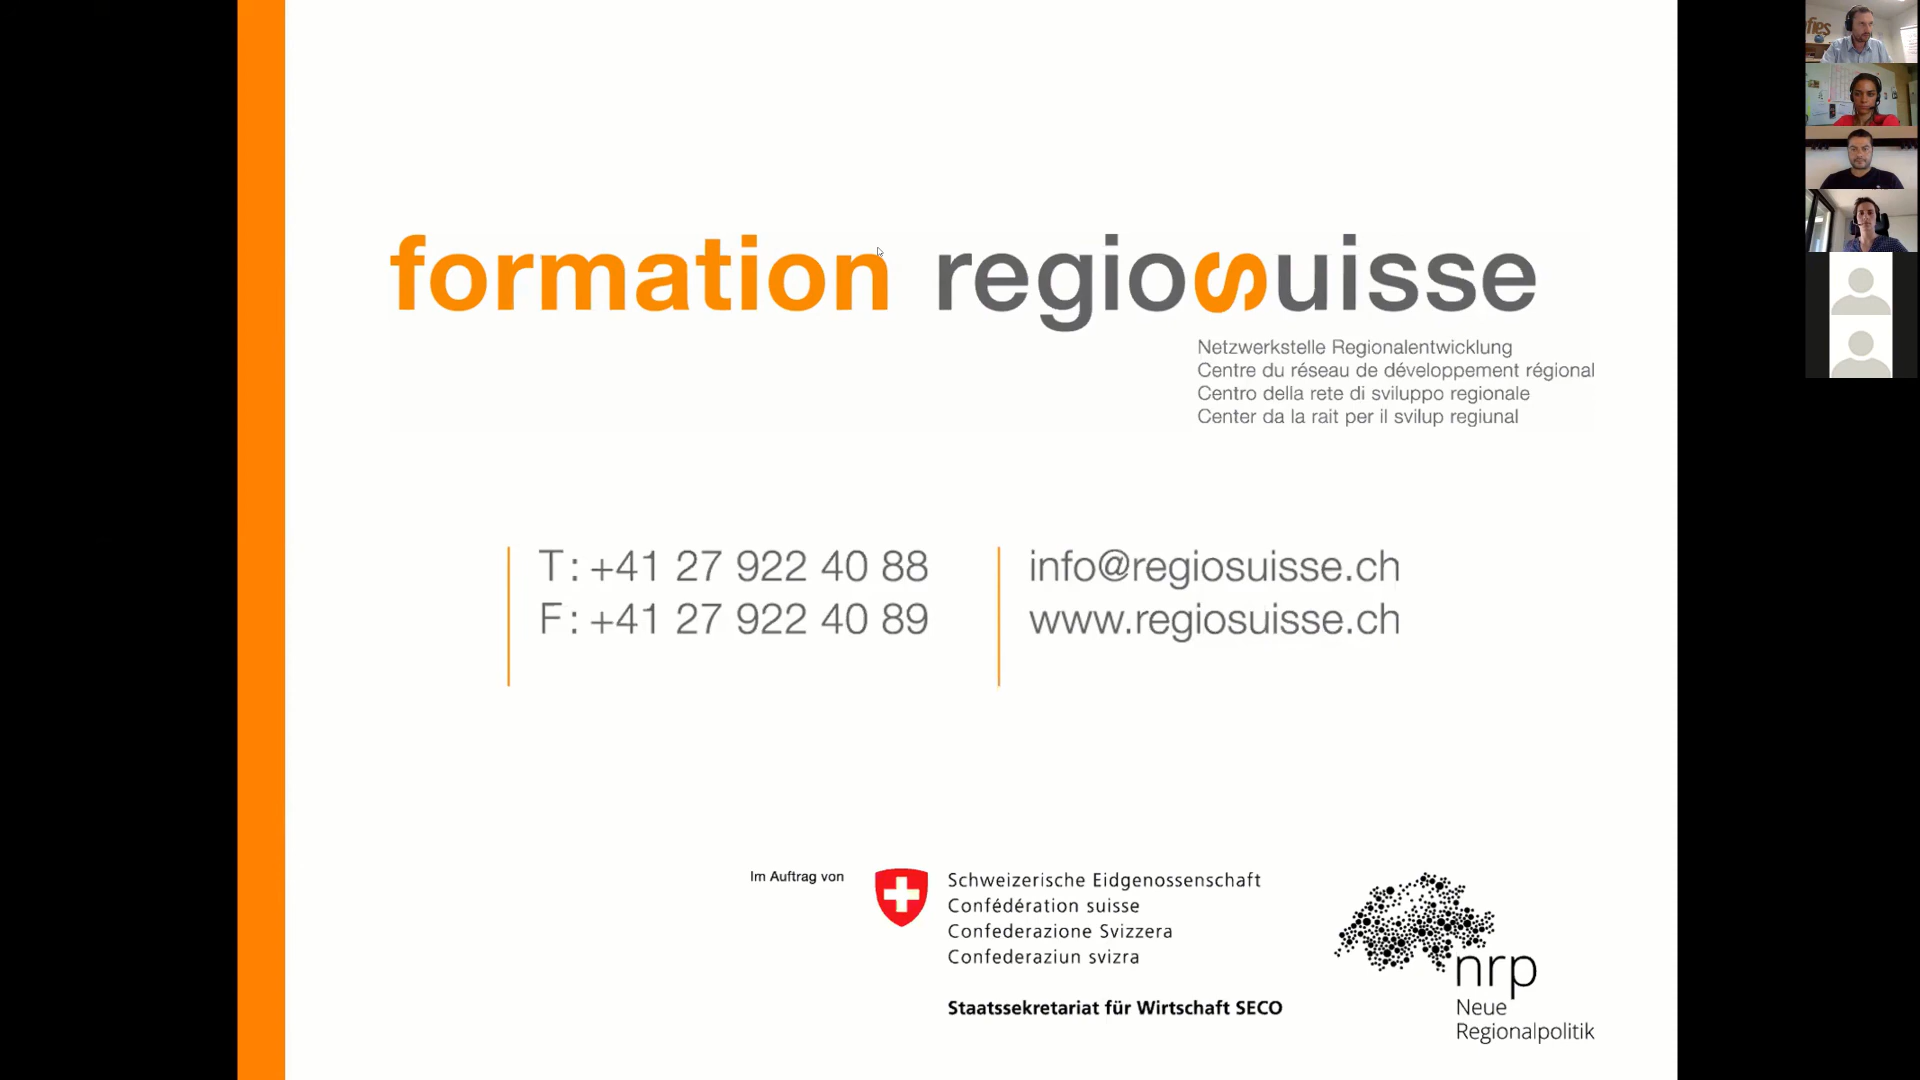 formation regiosuisse
Netzwerkstelle Regionalentwicklung
Centre du réseau de développement régional
Centro della rete di sviluppo regionale
Center da la rait per il svilup regiunal
T : +41 27 922 40 88
F : +41 27 922 40 89
info@regiosuisse.ch
www.regiosuisse.ch
Im Auftrag von
Schweizerische Eidgenossenschaft
Confédération suisse
Confederazione Svizzera
Confederaziun svizra
Staatssekretariat für Wirtschaft SECO
nrp
Neue
Regionalpolitik